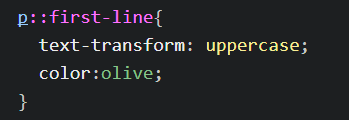 p::first-line{
  text-transform: uppercase;
  color:olive;
}